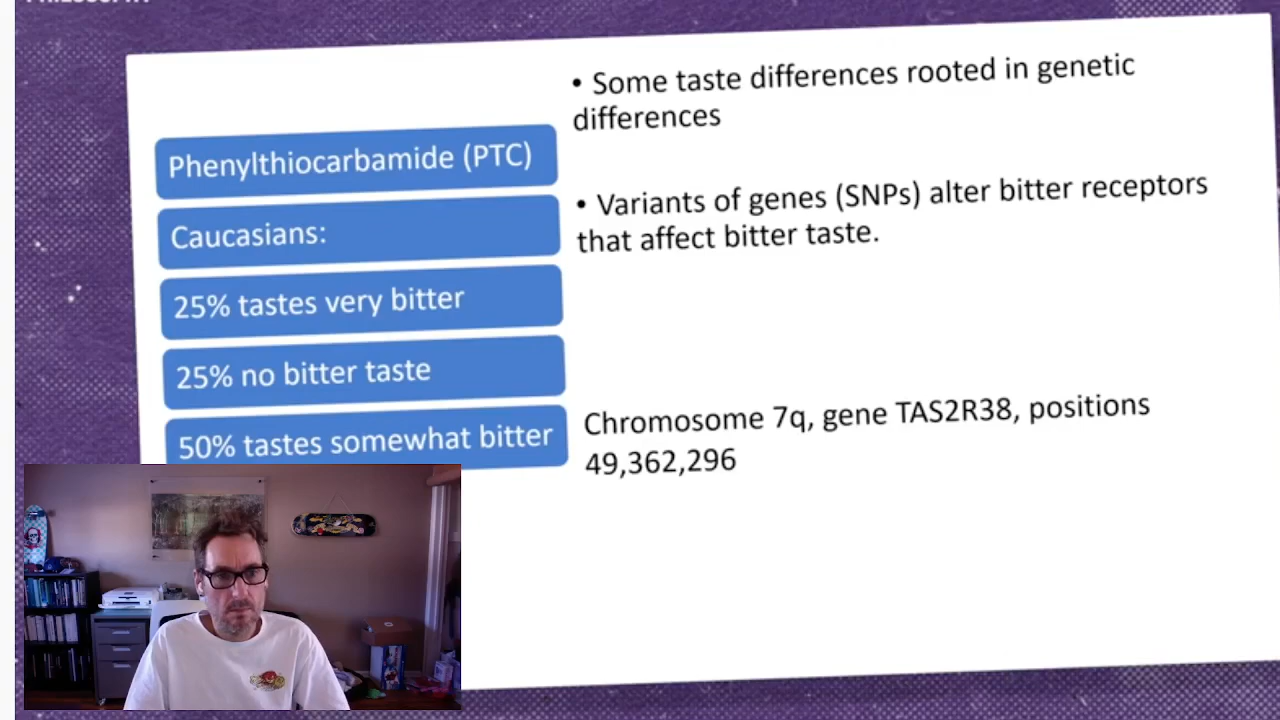 Phenylthiocarbamide (PTC)
Caucasians:
25% tastes very bitter
25% no bitter taste
50% tastes somewhat bitter
• Some taste differences rooted in genetic
differences
• Variants of genes (SNPs) alter bitter receptors
that affect bitter taste.
Chromosome 7q, gene TAS2R38, positions
49,362,296